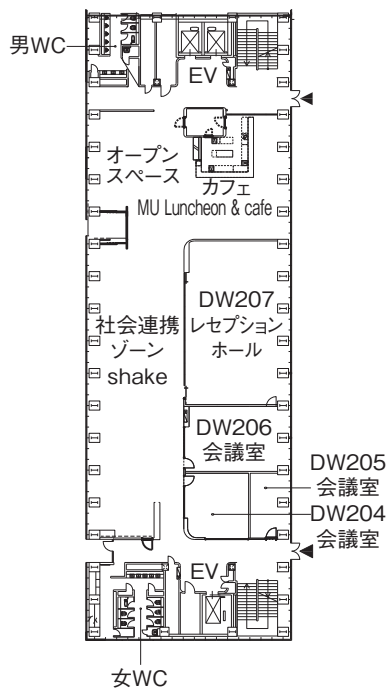 男WC
EV
オープン
スペース
カフェ
MU Luncheon & cafe
DW207
レセプション
ホール
社会連携
ゾーン
shake
DW206
会議室
DW205
会議室
DW204
会議室
EV
女WC